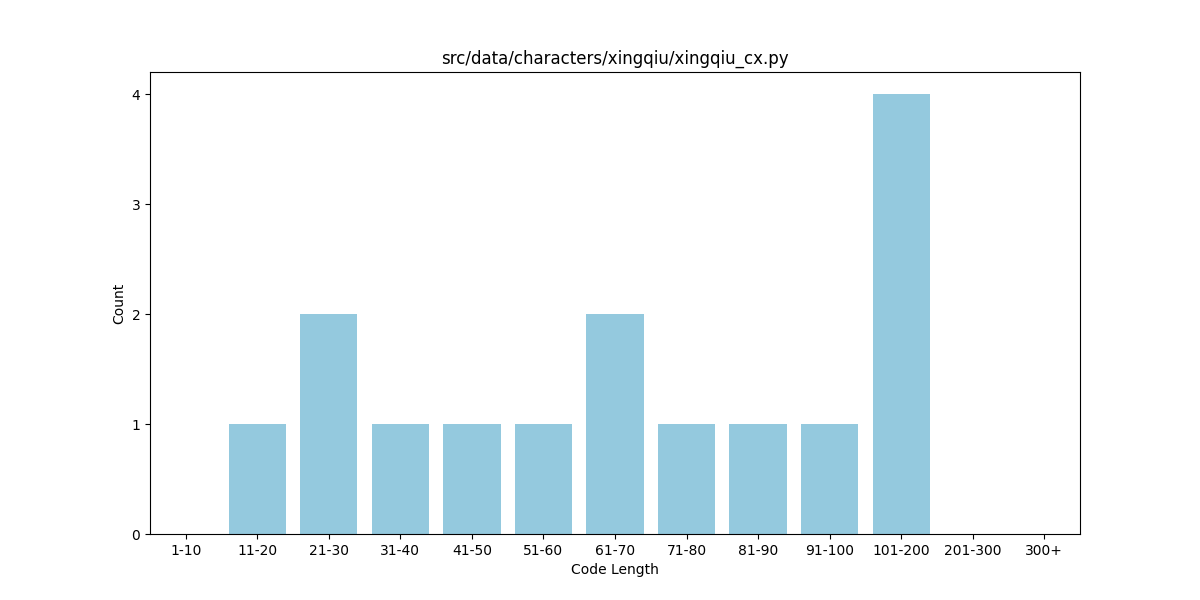 src/data/characters/xingqiu/xingqiu_cx.py
4
3
2
1
0
Count
1-10 11-20 21-30 31-40 41-50 51-60 61-70 71-80 81-90 91-100 101-200 201-300 300+
Code Length